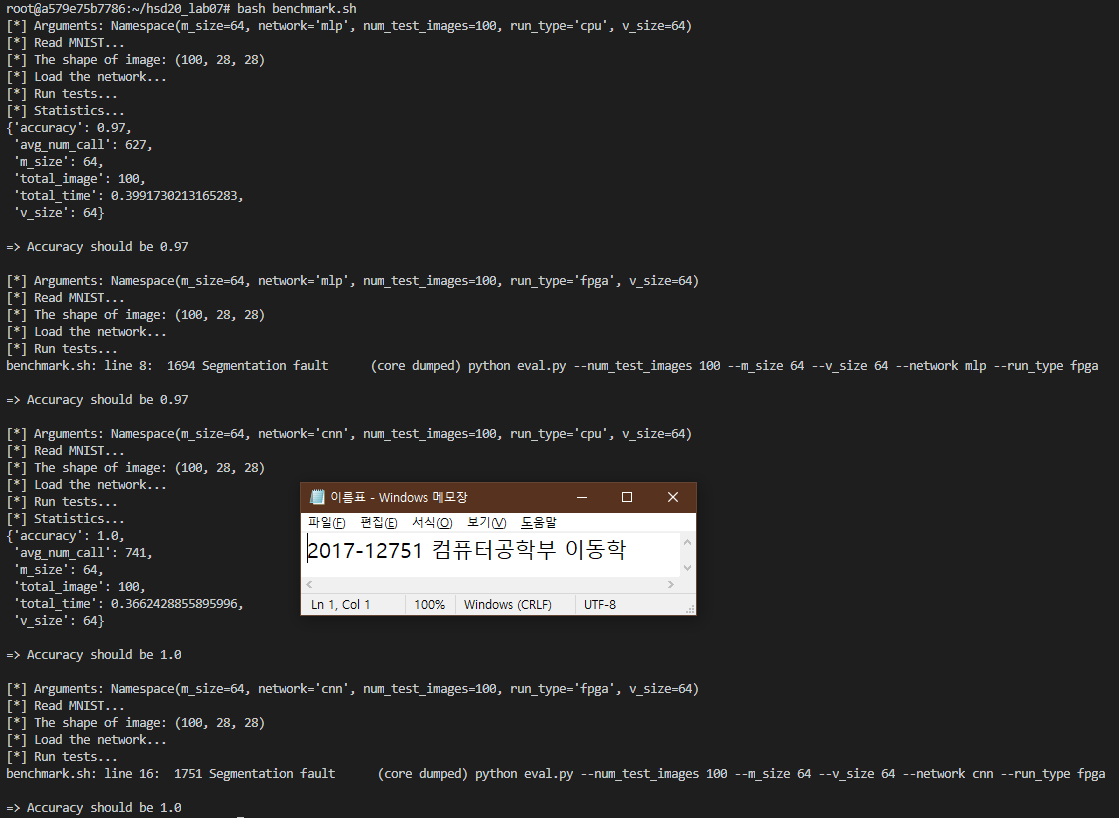 root@a579e75b7786:~/hsd20_lab07# bash benchmark.sh
[*] Arguments: Namespace(m_size=64, network='mlp', num_test_images=100, run_type='cpu', v_size=64)
[*] Read MNIST...
[*] The shape of image: (100, 28, 28)
[*] Load the network...
[*] Run tests...
[*] Statistics...
{'accuracy': 0.97,
 'avg_num_call': 627,
 'm_size': 64,
 'total_image': 100,
 'total_time': 0.3991730213165283,
 'v_size': 64}
=> Accuracy should be 0.97
[*] Arguments: Namespace(m_size=64, network='mlp', num_test_images=100, run_type='fpga', v_size=64)
[*] Read MNIST...
[*] The shape of image: (100, 28, 28)
[*] Load the network...
[*] Run tests...
benchmark.sh: line 8:  1694 Segmentation fault      (core dumped) python eval.py --num_test_images 100 --m_size 64 --v_size 64 --network mlp --run_type fpga
=> Accuracy should be 0.97
[*] Arguments: Namespace(m_size=64, network='cnn', num_test_images=100, run_type='cpu', v_size=64)
[*] Read MNIST...
[*] The shape of image: (100, 28, 28)
[*] Load the network...
[*] Run tests...
[*] Statistics...
{'accuracy': 1.0,
 'avg_num_call': 741,
 'm_size': 64,
 'total_image': 100,
 'total_time': 0.3662428855895996,
 'v_size': 64}
=> Accuracy should be 1.0
[*] Arguments: Namespace(m_size=64, network='cnn', num_test_images=100, run_type='fpga', v_size=64)
[*] Read MNIST...
[*] The shape of image: (100, 28, 28)
[*] Load the network...
[*] Run tests...
benchmark.sh: line 16:  1751 Segmentation fault      (core dumped) python eval.py --num_test_images 100 --m_size 64 --v_size 64 --network cnn --run_type fpga
=> Accuracy should be 1.0
이름표 - Windows 메모장
파일(F) 편집(E) 서식(O) 보기(V) 도움말
2017-12751 컴퓨터공학부 이동학
Ln 1, Col 1 100% Windows (CRLF) UTF-8